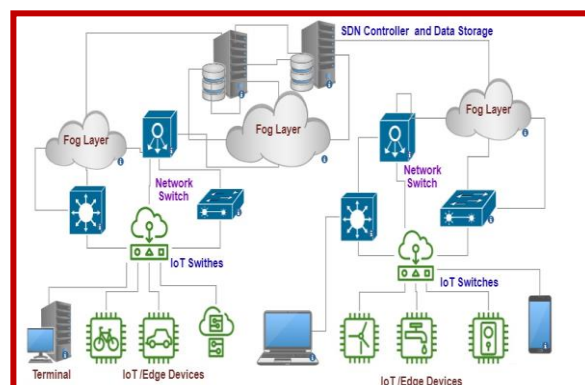 SDN Controller and Data Storage
Fog Layer
Fog Layer
Fog Layer
Network
Switch
Network
Switch
IoT Swithes
IoT Switches
Terminal
IoT /Edge Devices
IoT /Edge Devices